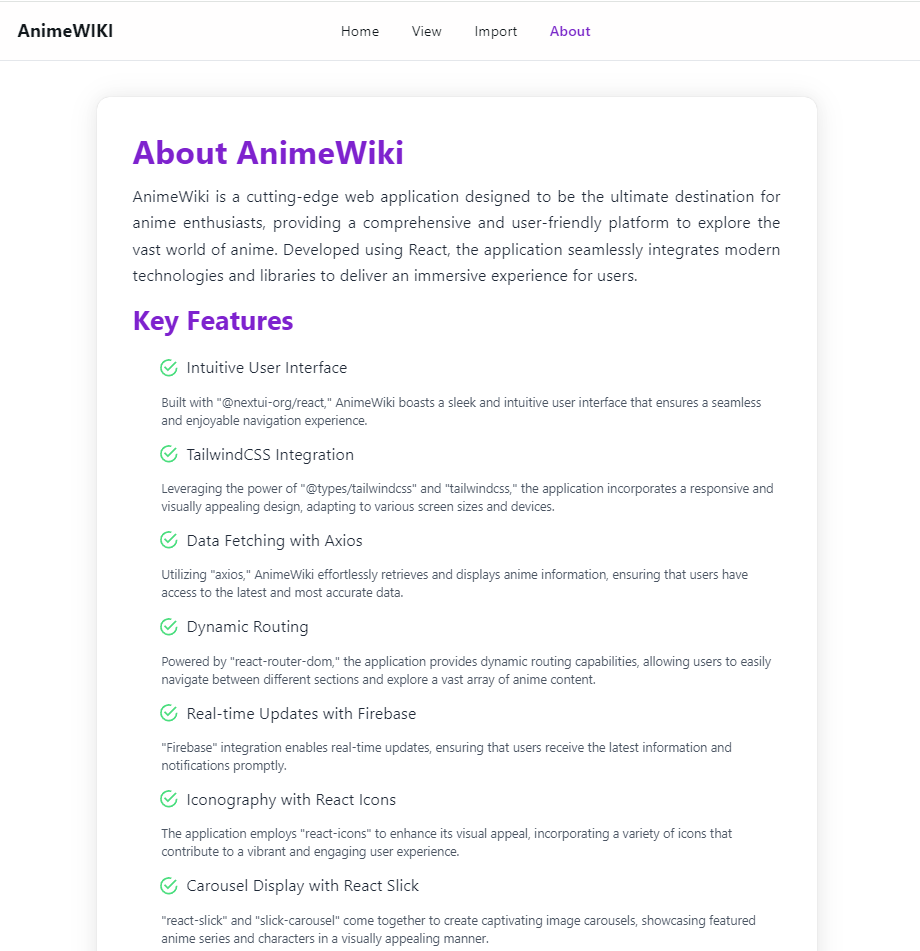 AnimeWIKI
Home View Import About
About AnimeWiki
AnimeWiki is a cutting-edge web application designed to be the ultimate destination for
anime enthusiasts, providing a comprehensive and user-friendly platform to explore the
vast world of anime. Developed using React, the application seamlessly integrates modern
technologies and libraries to deliver an immersive experience for users.
Key Features
Intuitive User Interface
Built with "@nextui-org/react," AnimeWiki boasts a sleek and intuitive user interface that ensures a seamless
and enjoyable navigation experience.
TailwindCSS Integration
Leveraging the power of "@types/tailwindcss" and "tailwindcss," the application incorporates a responsive and
visually appealing design, adapting to various screen sizes and devices.
Data Fetching with Axios
Utilizing "axios," AnimeWiki effortlessly retrieves and displays anime information, ensuring that users have
access to the latest and most accurate data.
Dynamic Routing
Powered by "react-router-dom," the application provides dynamic routing capabilities, allowing users to easily
navigate between different sections and explore a vast array of anime content.
Real-time Updates with Firebase
"Firebase" integration enables real-time updates, ensuring that users receive the latest information and
notifications promptly.
Iconography with React Icons
The application employs "react-icons" to enhance its visual appeal, incorporating a variety of icons that
contribute to a vibrant and engaging user experience.
Carousel Display with React Slick
"react-slick" and "slick-carousel" come together to create captivating image carousels, showcasing featured
anime series and characters in a visually appealing manner.